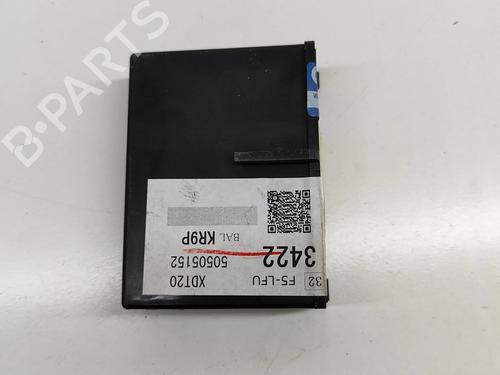 B-PARTS
F5-LFU
32
3422
XDT20
50505152
BAL KR9P